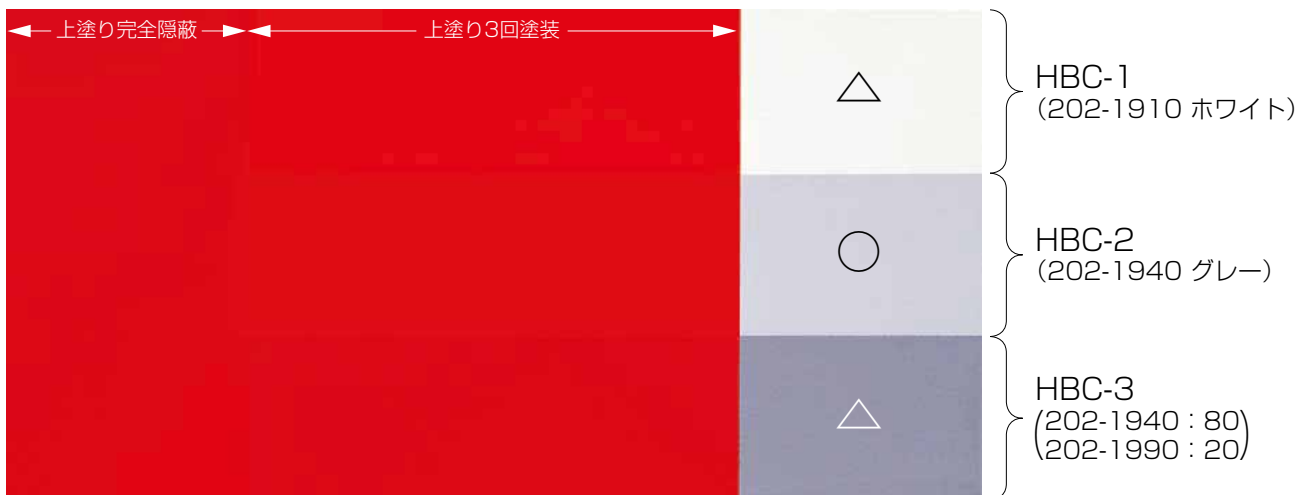 上塗り完全隠蔽
上塗り3回塗装
△
HBC-1
(202-1910 ホワイト)
○
HBC-2
(202-1940 グレー)
△
HBC-3
(202-1940:80
202-1990:20)